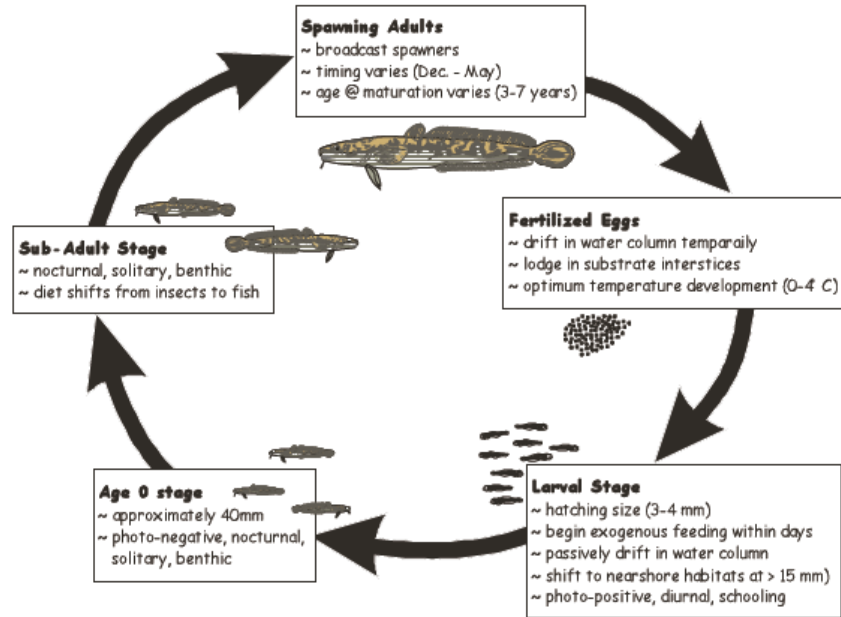 Spawning Adults
~ broadcast spawners
~ timing varies (Dec. - May)
~ age @ maturation varies (3-7 years)
Fertilized Eggs
~ drift in water column temparaily
~ lodge in substrate interstices
~ optimum temperature development (0-4° C)
Larval Stage
~ hatching size (3-4 mm)
~ begin exogenous feeding within days
~ passively drift in water column
~ shift to nearshore habitats at > 15 mm)
~ photo-positive, diurnal, schooling
Age 0 stage
~ approximately 40mm
~ photo-negative, nocturnal,
solitary, benthic
Sub-Adult Stage
~ nocturnal, solitary, benthic
~ diet shifts from insects to fish